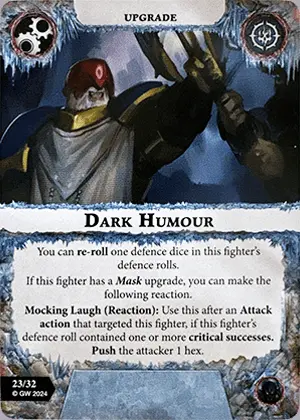 UPGRADE
DARK HUMOUR
You can re-roll one defence dice in this fighter's
defence rolls.
If this fighter has a Mask upgrade, you can make the
following reaction.
Mocking Laugh (Reaction): Use this after an Attack
action that targeted this fighter, if this fighter's
defence roll contained one or more critical successes.
Push the attacker 1 hex.
23/32
© GW 2024